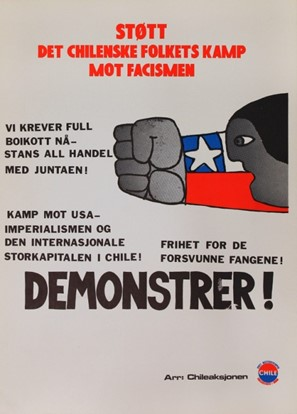 STØTT
DET CHILENSKE FOLKETS KAMP
MOT FACISMEN
VI KREVER FULL
BOIKOTT NÅ-
STANS ALL HANDEL
MED JUNTAEN!
KAMP MOT USA-
IMPERIALISMEN OG
DEN INTERNASJONALE
STORKAPITALEN I CHILE!
FRIHET FOR DE
FORSVUNNE FANGENE!
DEMONSTRER!
Arr: Chileaksjonen
CHILE